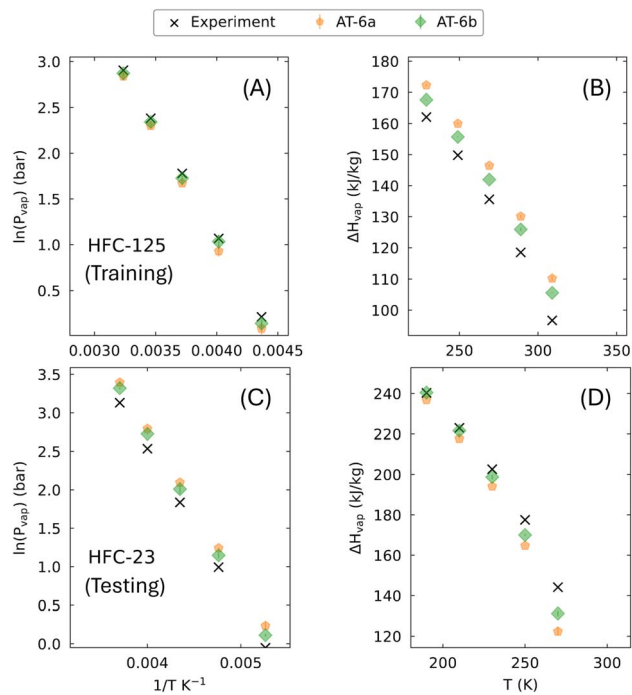 Experiment AT-6a AT-6b
(A)
ln(Pvap) (bar)
3.0
2.5
2.0
1.5
1.0
0.5
HFC-125
(Training)
0.0030 0.0035 0.0040 0.0045
(B)
ΔHvap (kJ/kg)
180
170
160
150
140
130
120
110
100
250 300 350
(C)
ln(Pvap) (bar)
3.5
3.0
2.5
2.0
1.5
1.0
0.5
0.0
HFC-23
(Testing)
0.004 0.005
1/T K⁻¹
(D)
ΔHvap (kJ/kg)
240
220
200
180
160
140
120
200 250 300
T (K)